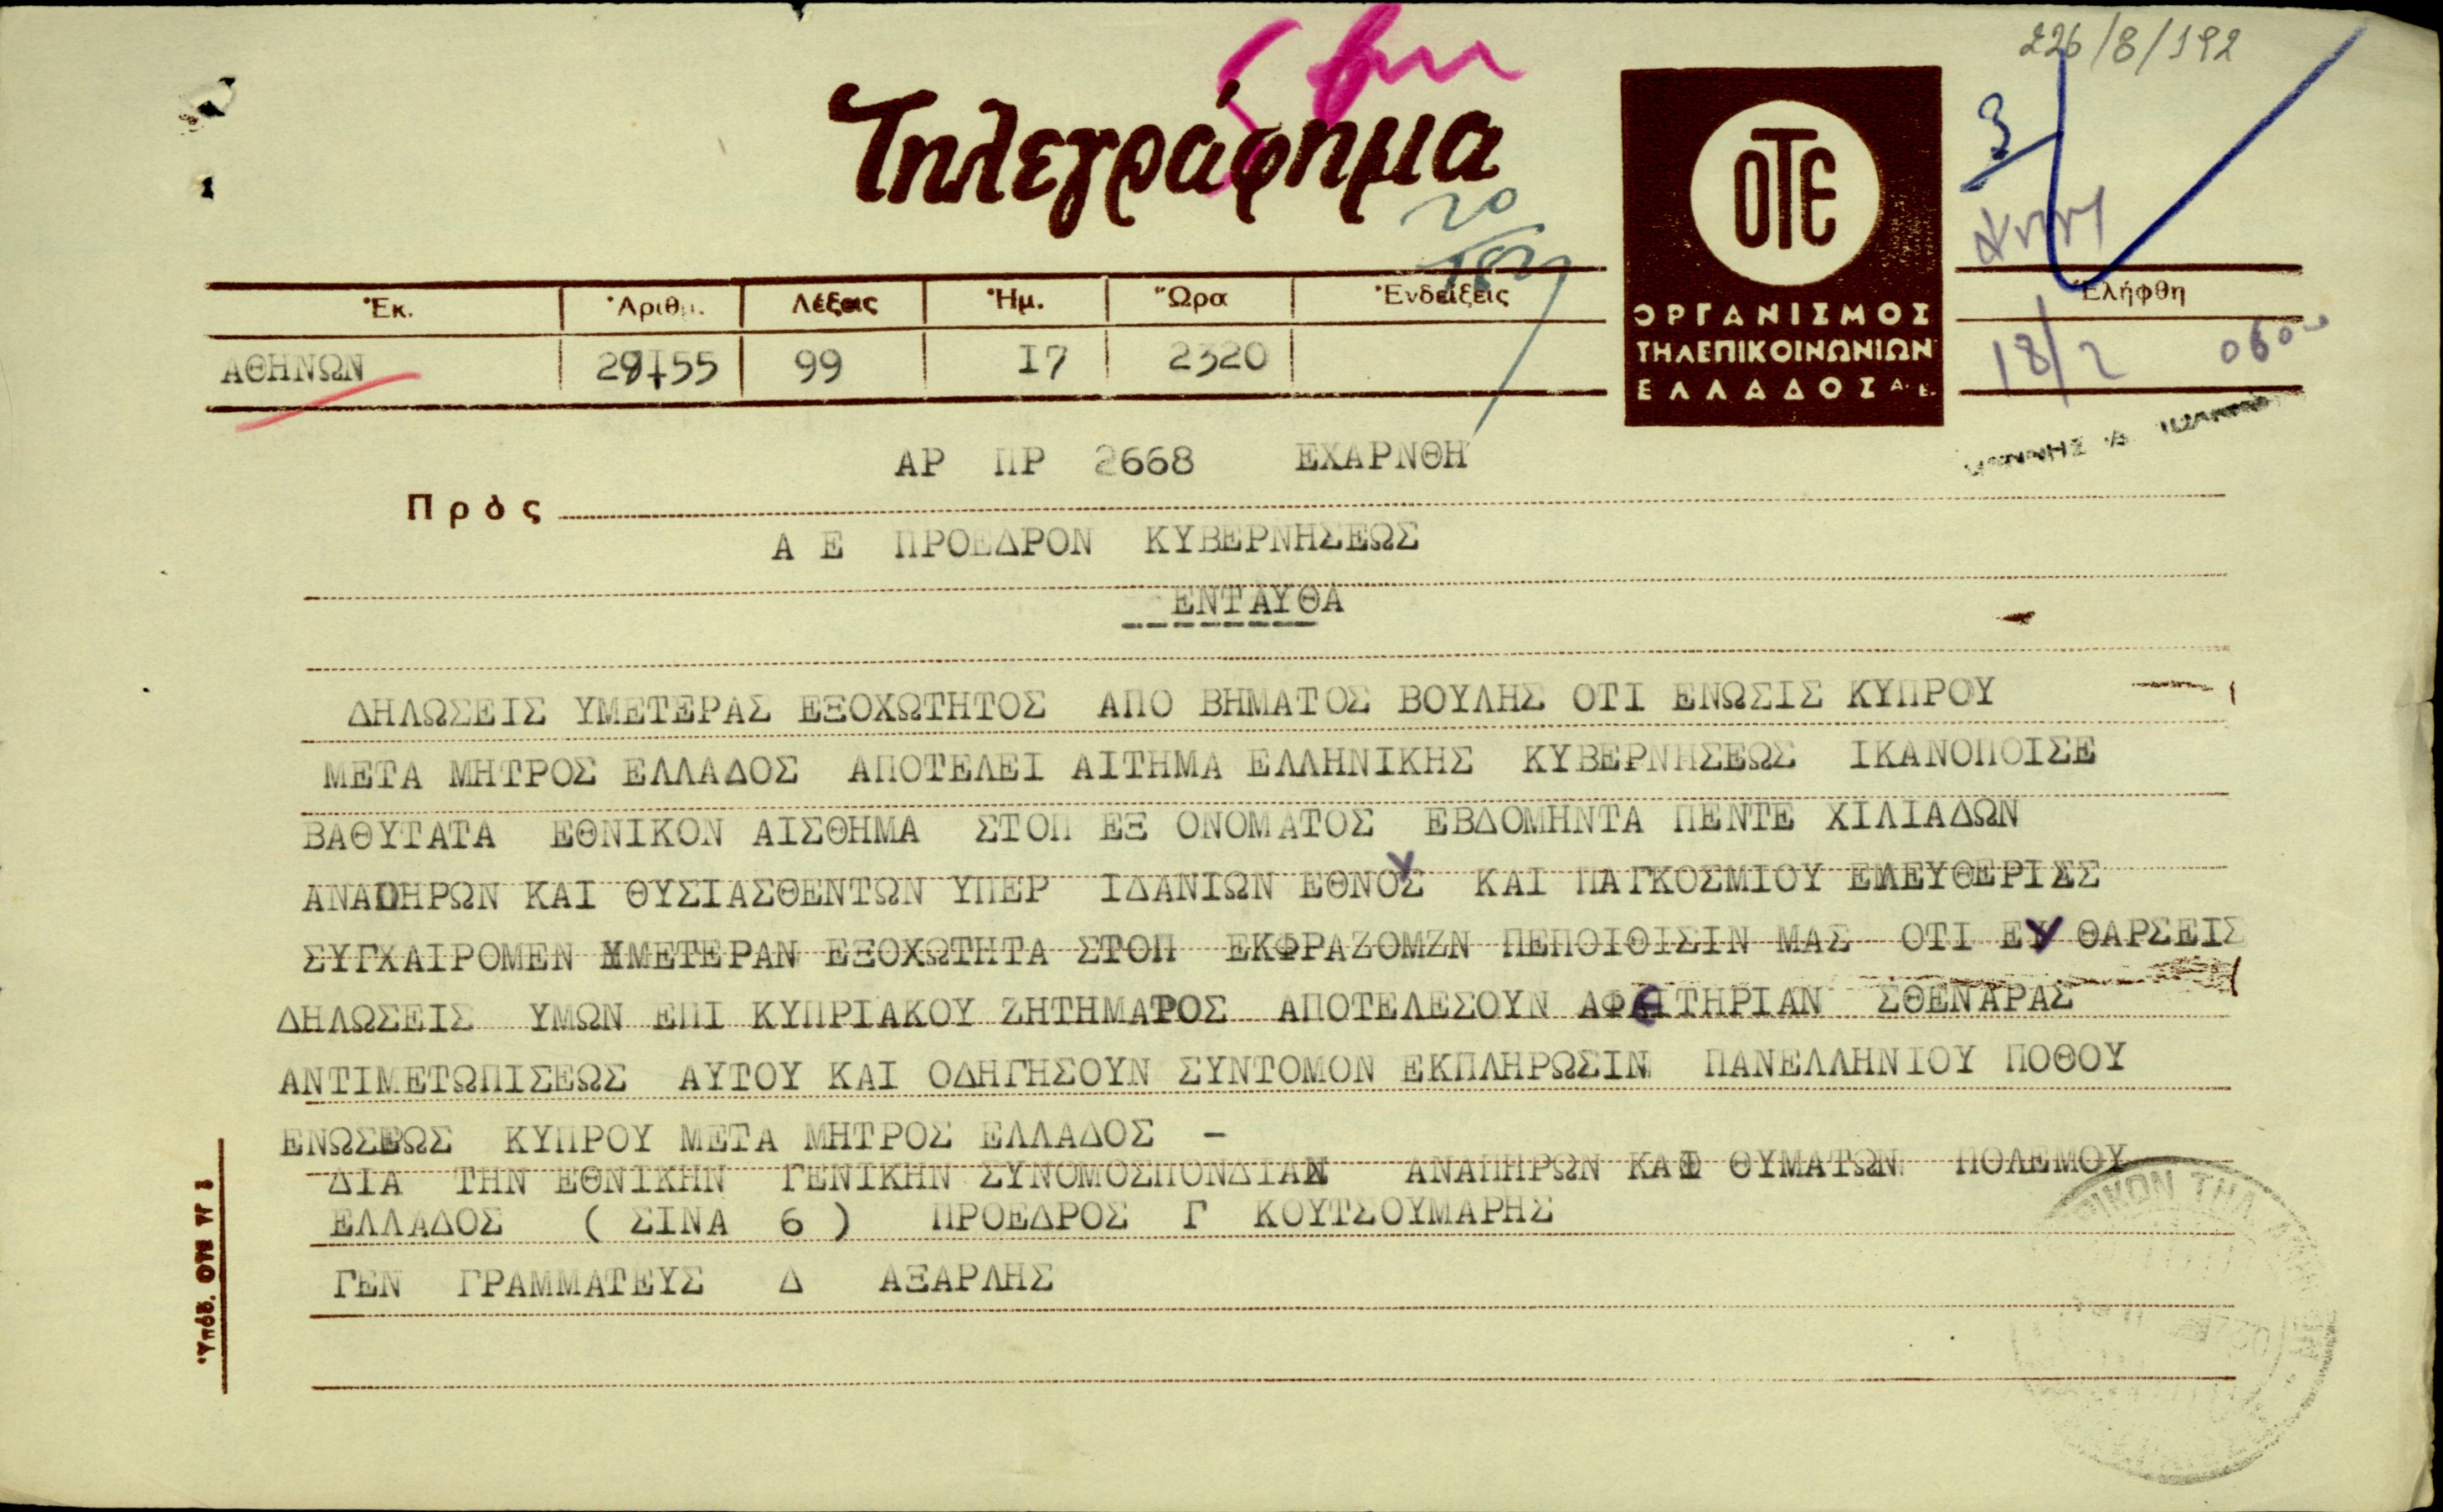 226/8/192
Τηλεγράφημα
ΟΤΕ
ΟΡΓΑΝΙΣΜΟΣ
ΤΗΛΕΠΙΚΟΙΝΩΝΙΩΝ
ΕΛΛΑΔΟΣ Α.Ε.
Ἐκ. Ἀριθμ. Λέξεις Ἡμ. Ὥρα Ἐνδείξεις Ἐλήφθη
ΑΘΗΝΩΝ 29155 99 17 2320 18/2
ΑΡ ΠΡ 2668 ΕΧΑΡΝΘΗ
Πρὸς
Α Ε ΠΡΟΕΔΡΟΝ ΚΥΒΕΡΝΗΣΕΩΣ
ΕΝΤΑΥΘΑ
ΔΗΛΩΣΕΙΣ ΥΜΕΤΕΡΑΣ ΕΞΟΧΩΤΗΤΟΣ ΑΠΟ ΒΗΜΑΤΟΣ ΒΟΥΛΗΣ ΟΤΙ ΕΝΩΣΙΣ ΚΥΠΡΟΥ
ΜΕΤΑ ΜΗΤΡΟΣ ΕΛΛΑΔΟΣ ΑΠΟΤΕΛΕΙ ΑΙΤΗΜΑ ΕΛΛΗΝΙΚΗΣ ΚΥΒΕΡΝΗΣΕΩΣ ΙΚΑΝΟΠΟΙΣΕ
ΒΑΘΥΤΑΤΑ ΕΘΝΙΚΟΝ ΑΙΣΘΗΜΑ ΣΤΟΠ ΕΞ ΟΝΟΜΑΤΟΣ ΕΒΔΟΜΗΝΤΑ ΠΕΝΤΕ ΧΙΛΙΑΔΩΝ
ΑΝΑΠΗΡΩΝ ΚΑΙ ΘΥΣΙΑΣΘΕΝΤΩΝ ΥΠΕΡ ΙΔΑΝΙΩΝ ΕΘΝΟΥΣ ΚΑΙ ΠΑΓΚΟΣΜΙΟΥ ΕΛΕΥΘΕΡΙΑΣ
ΣΥΓΧΑΙΡΟΜΕΝ ΥΜΕΤΕΡΑΝ ΕΞΟΧΩΤΗΤΑ ΣΤΟΠ ΕΚΦΡΑΖΟΜΖΝ ΠΕΠΟΙΘΙΣΙΝ ΜΑΣ ΟΤΙ ΕΥ ΘΑΡΣΕΙΣ
ΔΗΛΩΣΕΙΣ ΥΜΩΝ ΕΠΙ ΚΥΠΡΙΑΚΟΥ ΖΗΤΗΜΑΤΟΣ ΑΠΟΤΕΛΕΣΟΥΝ ΑΦΕΤΗΡΙΑΝ ΣΘΕΝΑΡΑΣ
ΑΝΤΙΜΕΤΩΠΙΣΕΩΣ ΑΥΤΟΥ ΚΑΙ ΟΔΗΓΗΣΟΥΝ ΣΥΝΤΟΜΟΝ ΕΚΠΛΗΡΩΣΙΝ ΠΑΝΕΛΛΗΝΙΟΥ ΠΟΘΟΥ
ΕΝΩΣΕΩΣ ΚΥΠΡΟΥ ΜΕΤΑ ΜΗΤΡΟΣ ΕΛΛΑΔΟΣ –
ΔΙΑ ΤΗΝ ΕΘΝΙΚΗΝ ΓΕΝΙΚΗΝ ΣΥΝΟΜΟΣΠΟΝΔΙΑΝ ΑΝΑΠΗΡΩΝ ΚΑΙ ΘΥΜΑΤΩΝ ΠΟΛΕΜΟΥ
ΕΛΛΑΔΟΣ ( ΣΙΝΑ 6 ) ΠΡΟΕΔΡΟΣ Γ ΚΟΥΤΣΟΥΜΑΡΗΣ
ΓΕΝ ΓΡΑΜΜΑΤΕΥΣ Δ ΑΞΑΡΛΗΣ